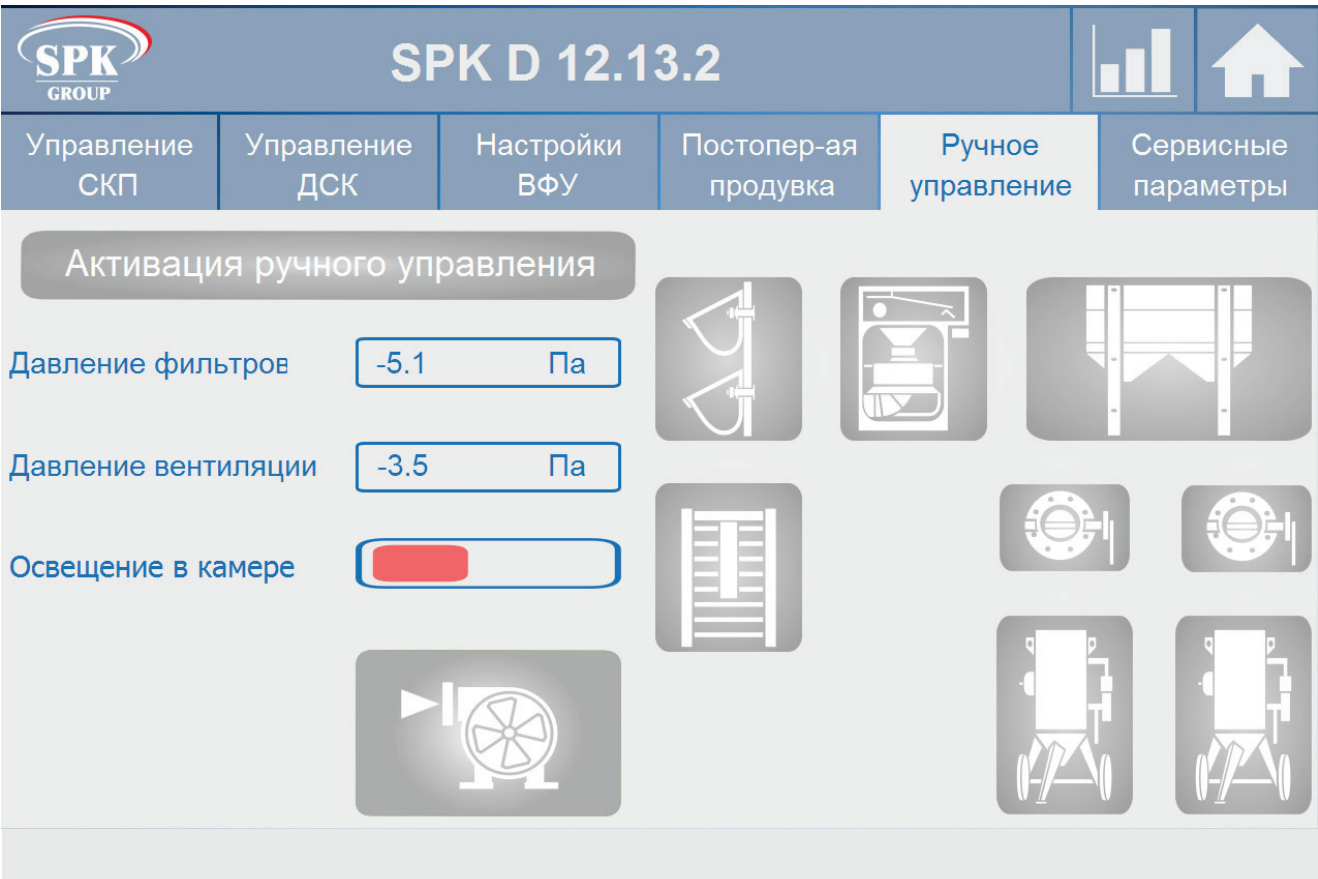 SPK
GROUP
SPK D 12.13.2
Управление
СКП
Управление
ДСК
Настройки
ВФУ
Постопер-ая
продувка
Ручное
управление
Сервисные
параметры
Активация ручного управления
Давление фильтров
-5.1 Па
Давление вентиляции
-3.5 Па
Освещение в камере